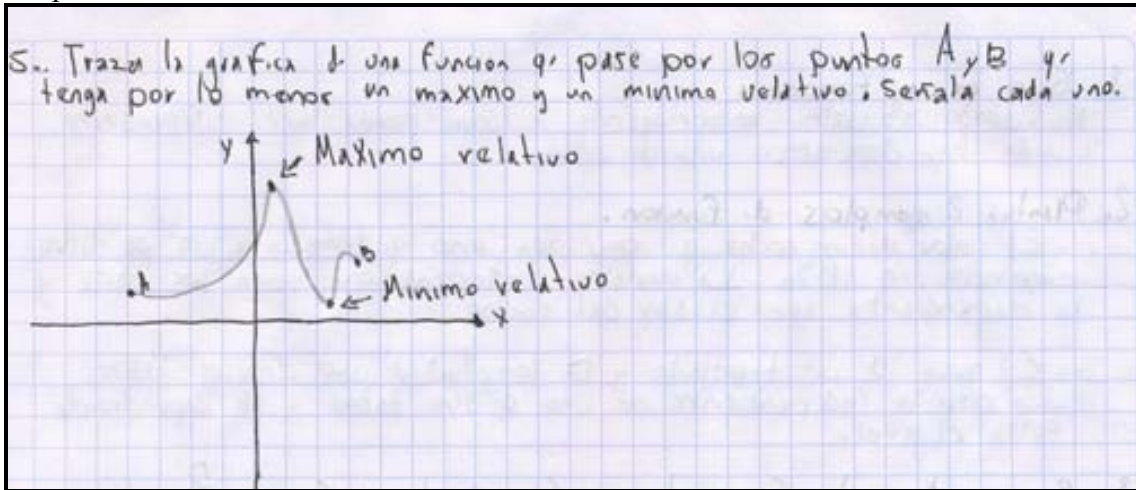 5.. Trazar la grafica d una funcion q' pase por los puntos A y B y'
tenga por lo menos un maximo y un minimo relativo. Señala cada uno.
y
Maximo relativo
A
B
Minimo relativo
x